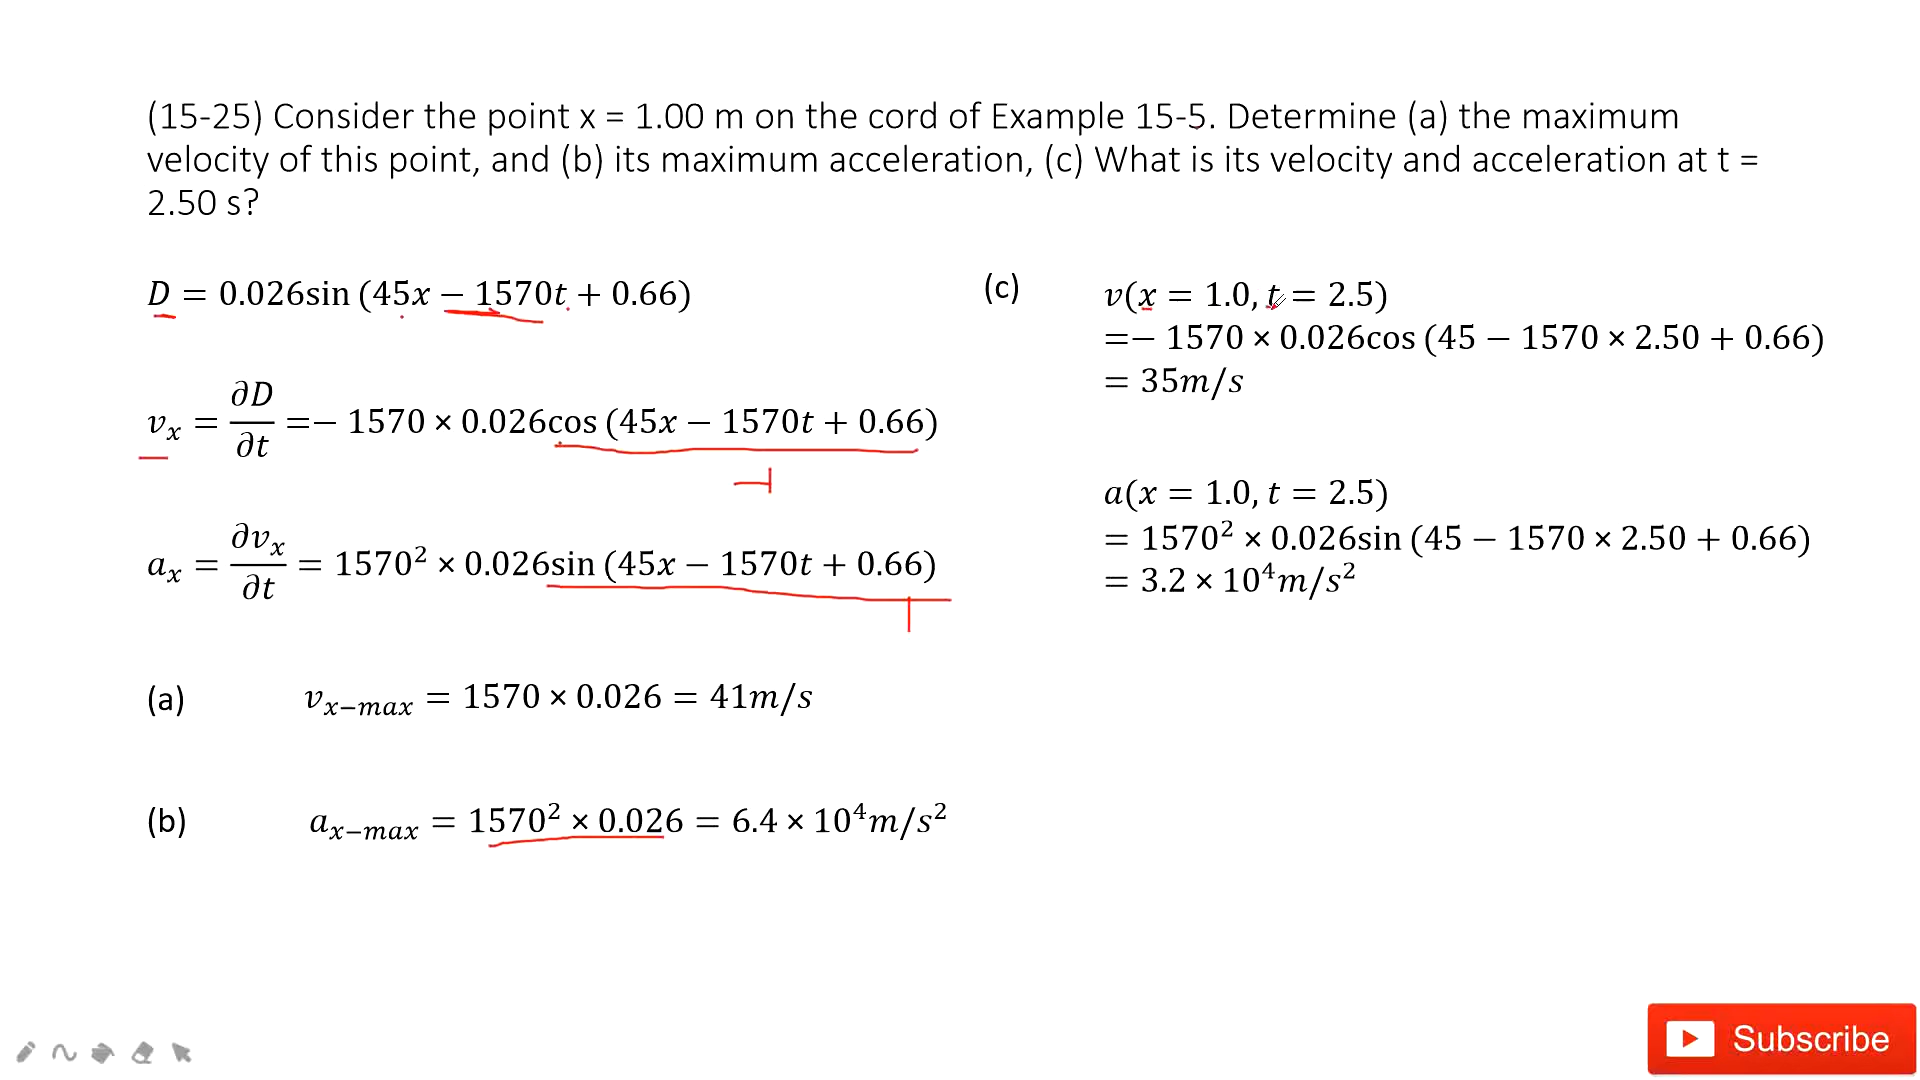 (15-25) Consider the point x = 1.00 m on the cord of Example 15-5. Determine (a) the maximum
velocity of this point, and (b) its maximum acceleration, (c) What is its velocity and acceleration at t =
2.50 s?
D = 0.026sin (45x − 1570t + 0.66)
vₓ = ∂D/∂t =− 1570 × 0.026cos (45x − 1570t + 0.66)
aₓ = ∂vₓ/∂t = 1570² × 0.026sin (45x − 1570t + 0.66)
(a) v_{x−max} = 1570 × 0.026 = 41m/s
(b) a_{x−max} = 1570² × 0.026 = 6.4 × 10⁴m/s²
(c) v(x = 1.0, t = 2.5)
=− 1570 × 0.026cos (45 − 1570 × 2.50 + 0.66)
= 35m/s
a(x = 1.0, t = 2.5)
= 1570² × 0.026sin (45 − 1570 × 2.50 + 0.66)
= 3.2 × 10⁴m/s²
Subscribe